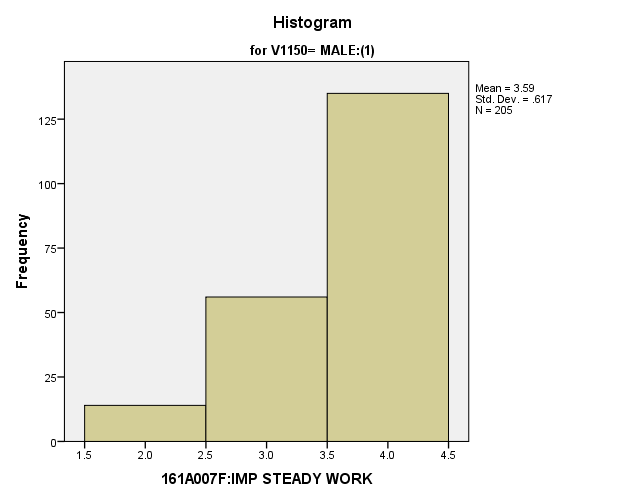 Histogram
for V1150= MALE:(1)
Mean = 3.59
Std. Dev. = .617
N = 205
Frequency
125
100
75
50
25
0
1.5 2.0 2.5 3.0 3.5 4.0 4.5
161A007F:IMP STEADY WORK